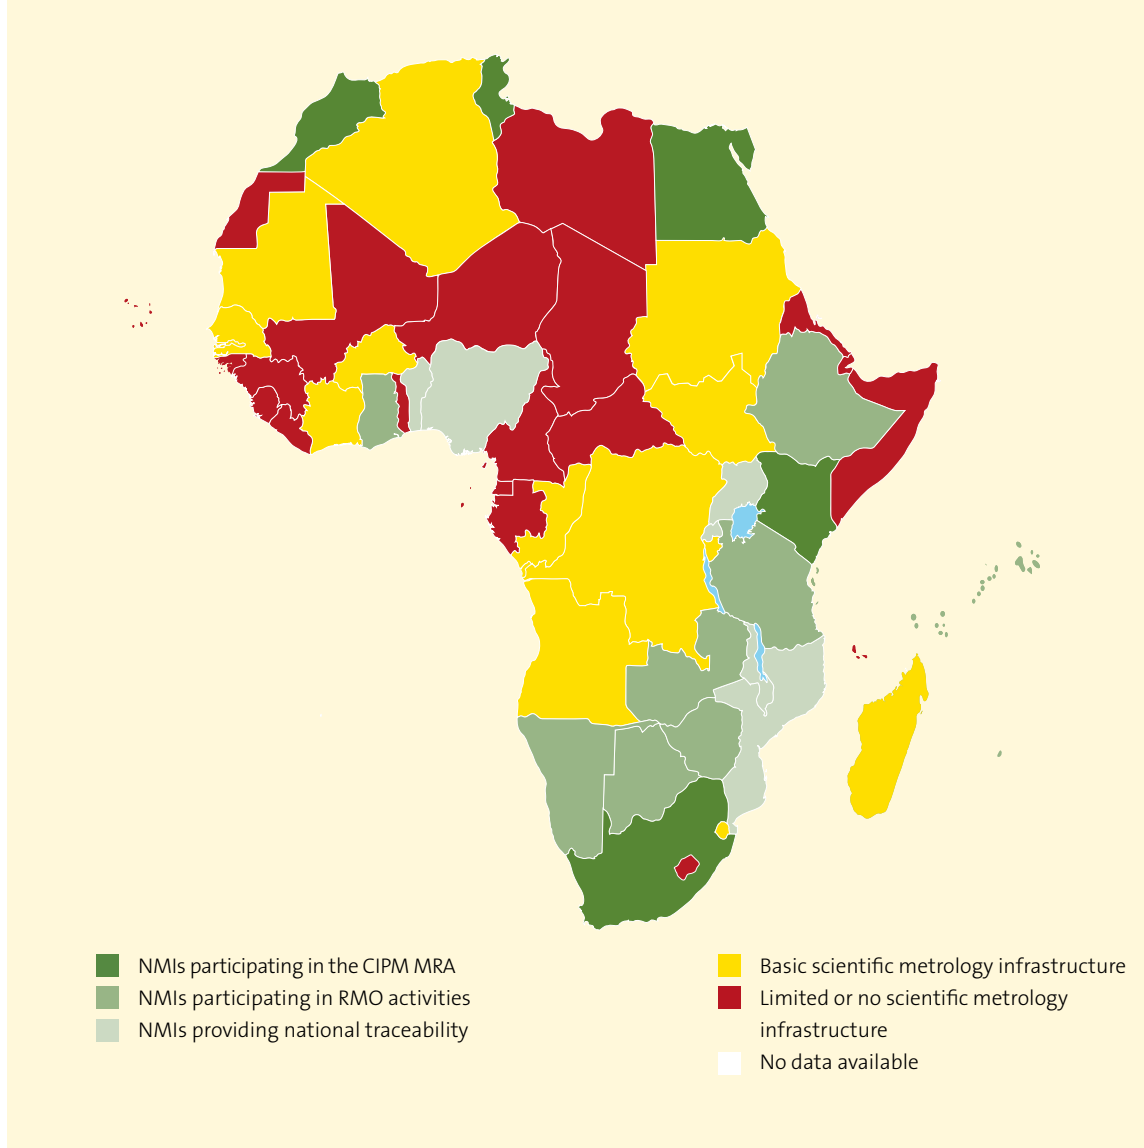 NMIs participating in the CIPM MRA
NMIs participating in RMO activities
NMIs providing national traceability
Basic scientific metrology infrastructure
Limited or no scientific metrology
infrastructure
No data available